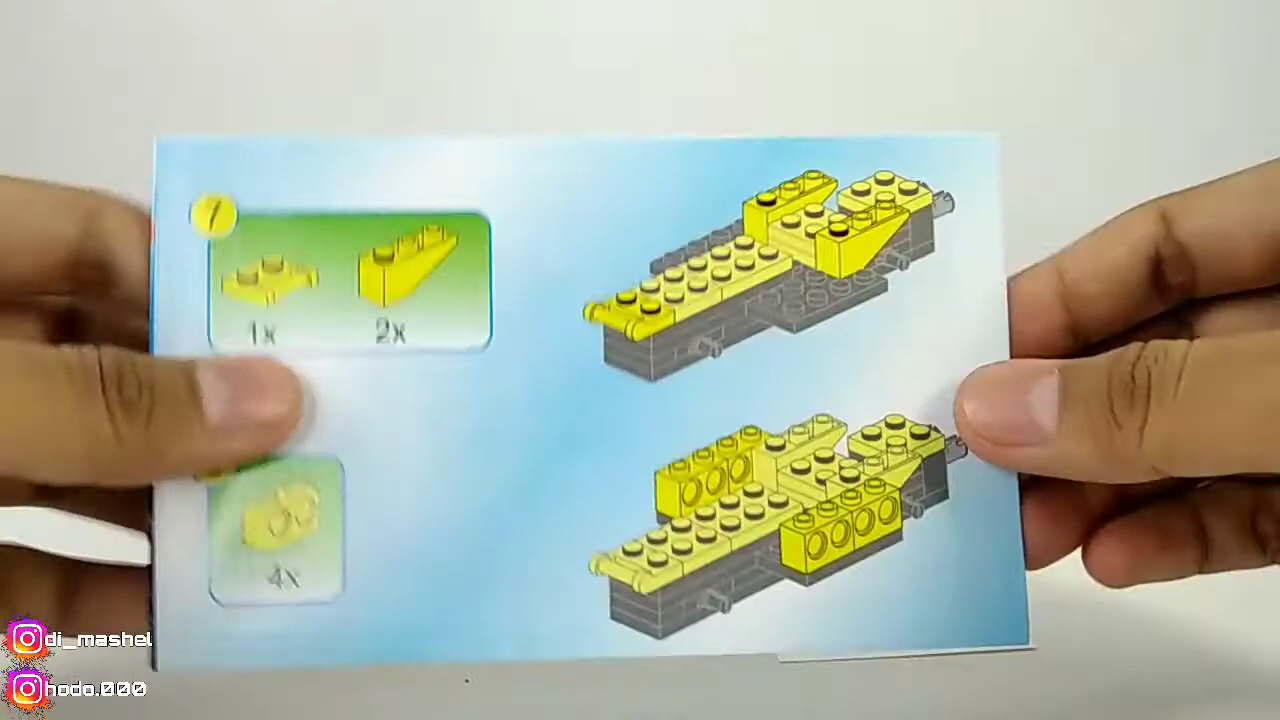 7
1x 2x
4x
di_mashel
hodo.000